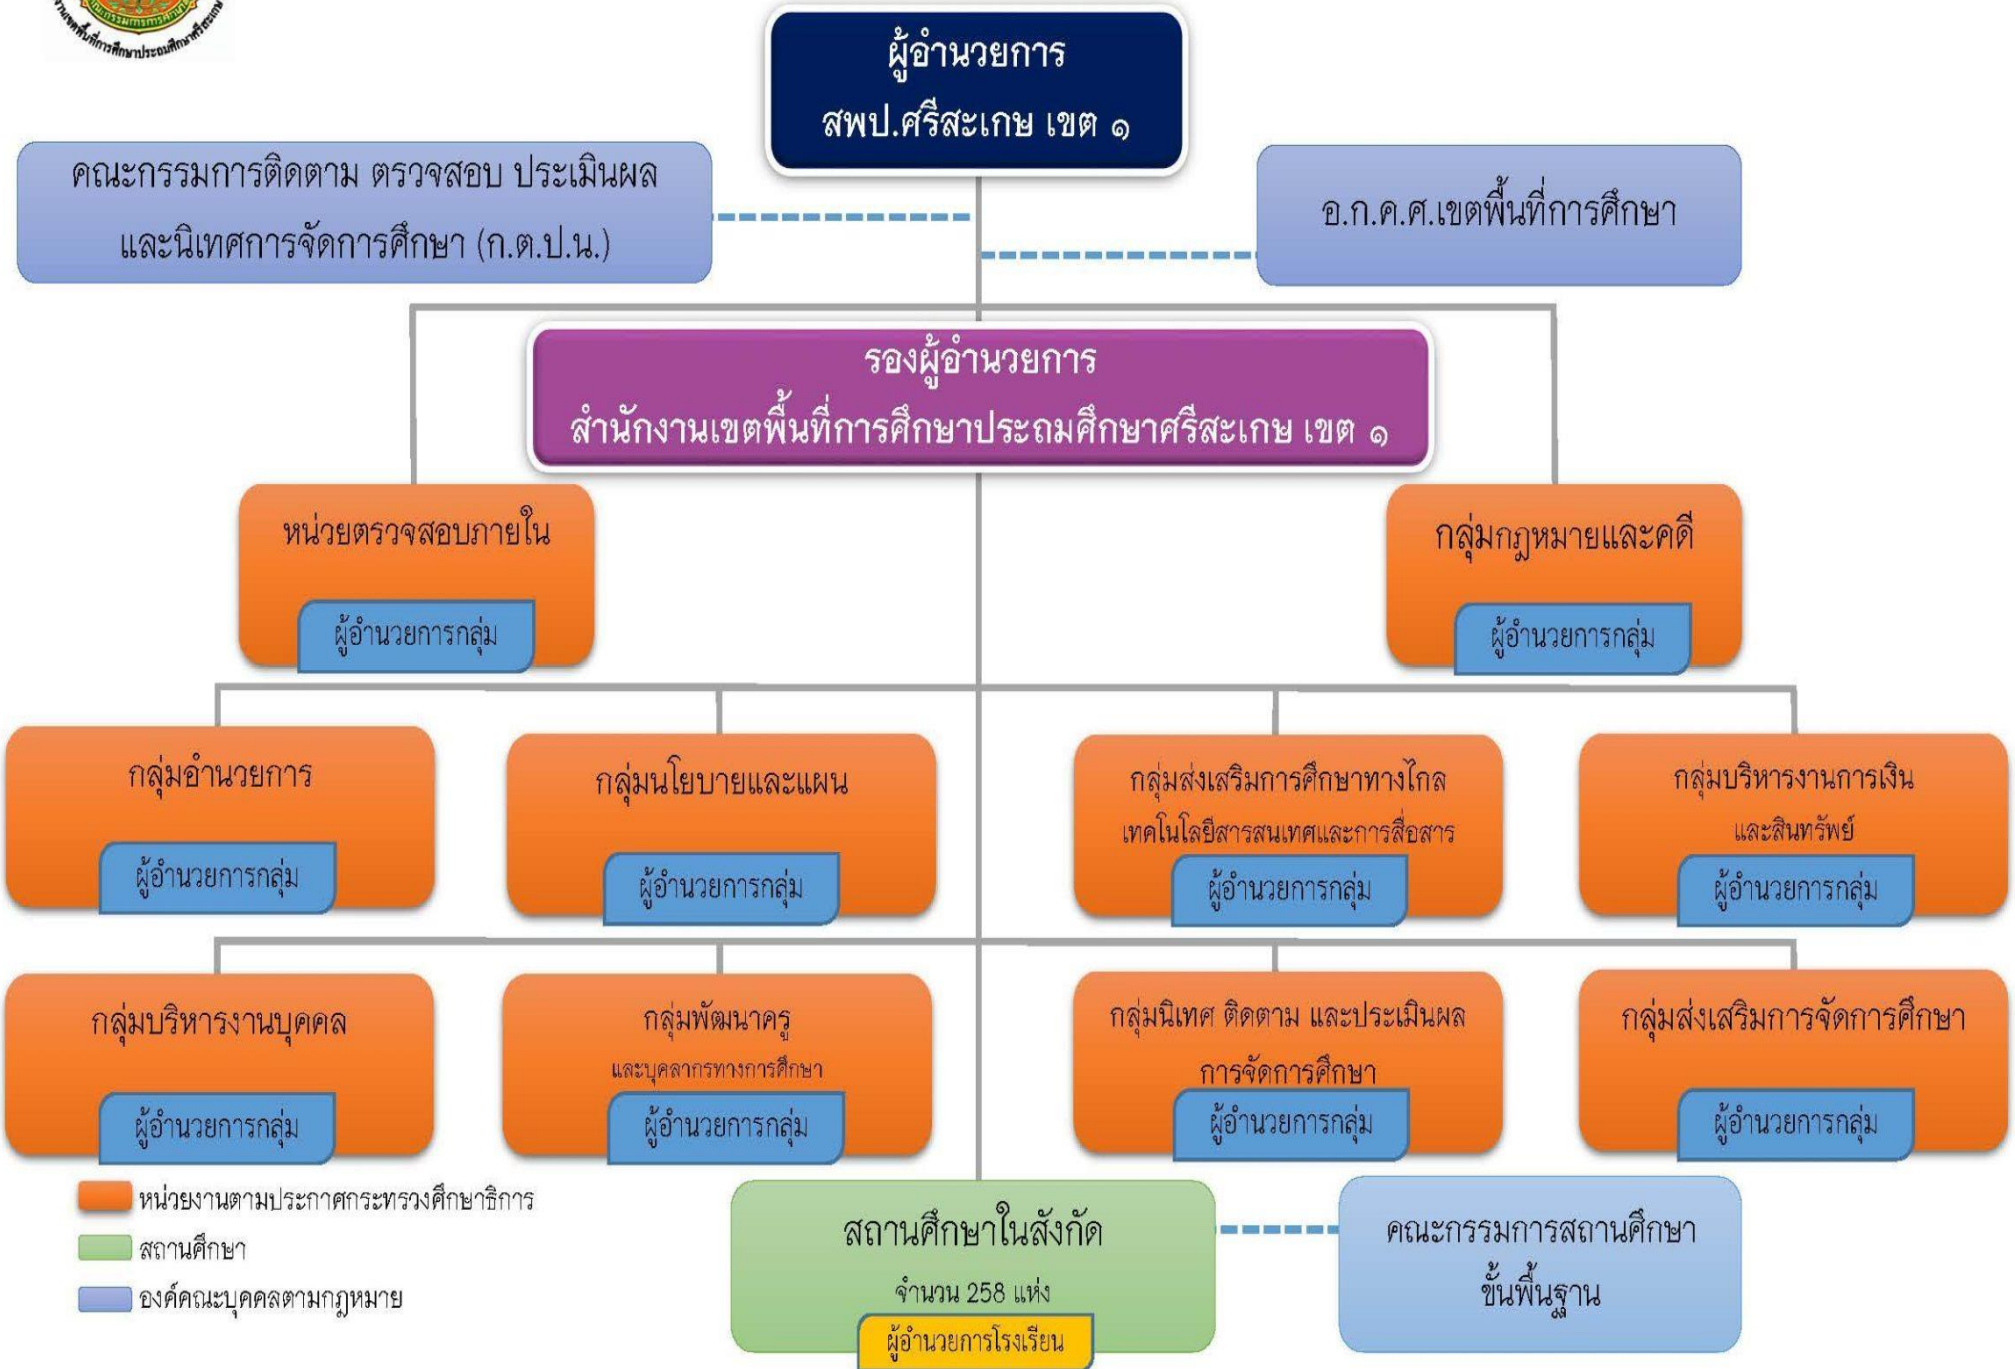 ผู้อำนวยการ
สพป.ศรีสะเกษ เขต ๑
คณะกรรมการติดตาม ตรวจสอบ ประเมินผล
และนิเทศการจัดการศึกษา (ก.ต.ป.น.)
อ.ก.ค.ศ.เขตพื้นที่การศึกษา
รองผู้อำนวยการ
สำนักงานเขตพื้นที่การศึกษาประถมศึกษาศรีสะเกษ เขต ๑
หน่วยตรวจสอบภายใน
ผู้อำนวยการกลุ่ม
กลุ่มกฎหมายและคดี
ผู้อำนวยการกลุ่ม
กลุ่มอำนวยการ
ผู้อำนวยการกลุ่ม
กลุ่มนโยบายและแผน
ผู้อำนวยการกลุ่ม
กลุ่มส่งเสริมการศึกษาทางไกล
เทคโนโลยีสารสนเทศและการสื่อสาร
ผู้อำนวยการกลุ่ม
กลุ่มบริหารงานการเงิน
และสินทรัพย์
ผู้อำนวยการกลุ่ม
กลุ่มบริหารงานบุคคล
ผู้อำนวยการกลุ่ม
กลุ่มพัฒนาครู
และบุคลากรทางการศึกษา
ผู้อำนวยการกลุ่ม
กลุ่มนิเทศ ติดตาม และประเมินผล
การจัดการศึกษา
ผู้อำนวยการกลุ่ม
กลุ่มส่งเสริมการจัดการศึกษา
ผู้อำนวยการกลุ่ม
หน่วยงานตามประกาศกระทรวงศึกษาธิการ
สถานศึกษา
องค์คณะบุคคลตามกฎหมาย
สถานศึกษาในสังกัด
จำนวน 258 แห่ง
ผู้อำนวยการโรงเรียน
คณะกรรมการสถานศึกษา
ขั้นพื้นฐาน